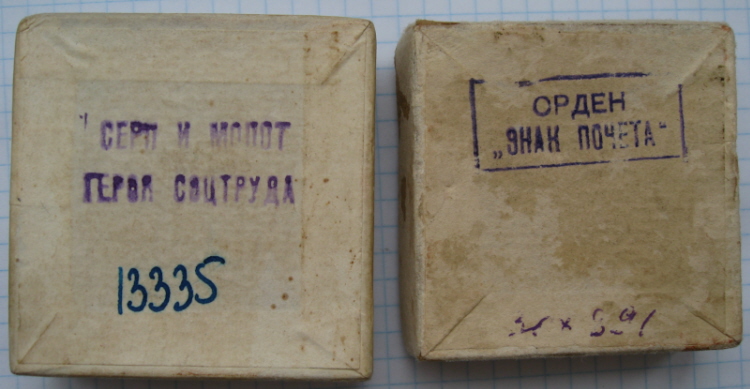 СЕРП И МОЛОТ
ГЕРОЯ СОЦТРУДА
13335
ОРДЕН
„ЗНАК ПОЧЕТА“